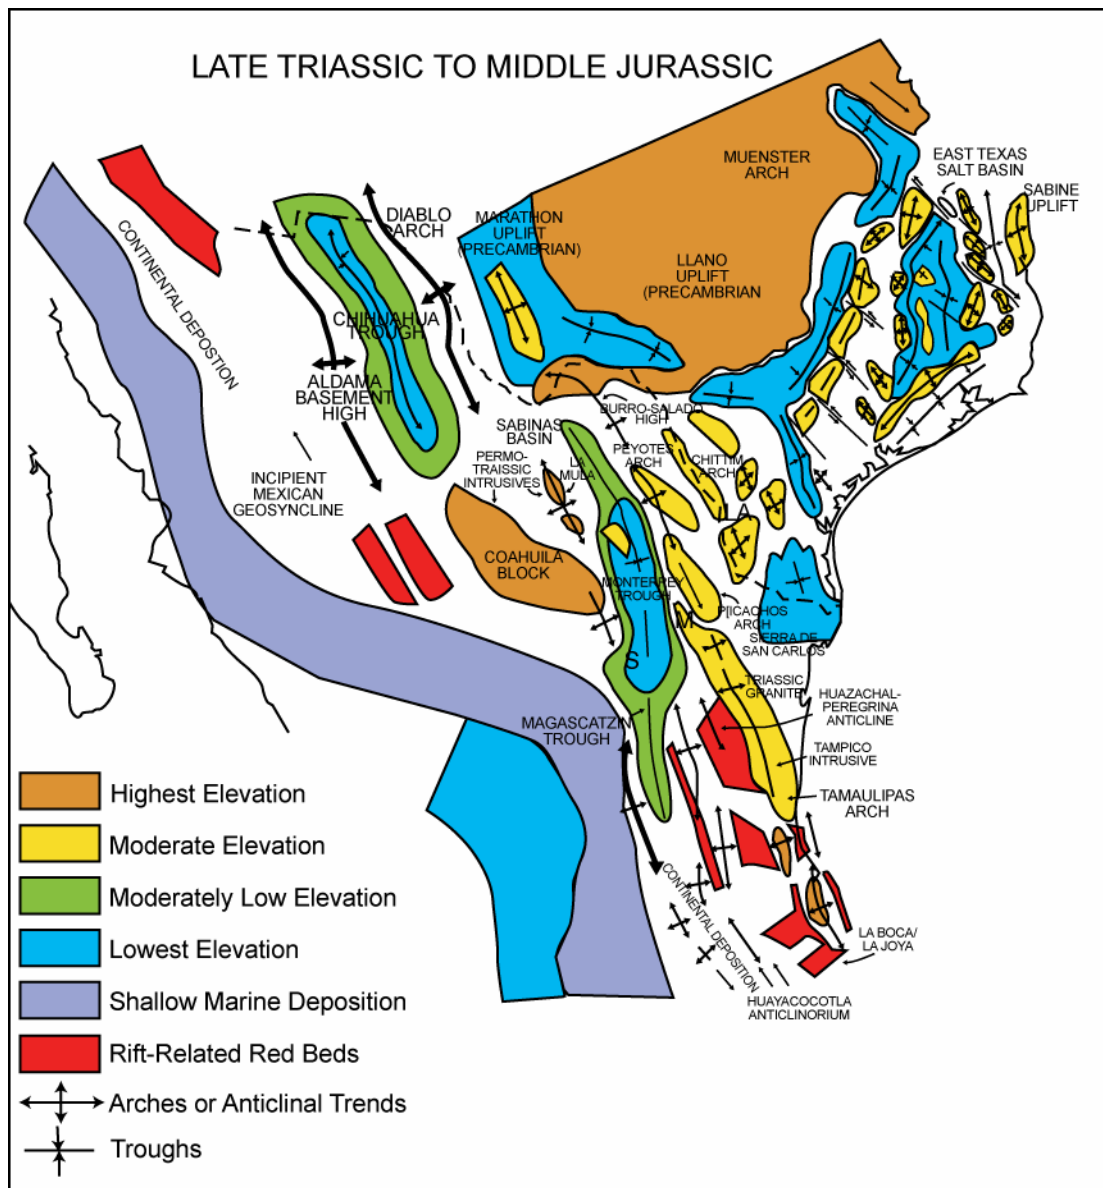 LATE TRIASSIC TO MIDDLE JURASSIC
MUENSTER
ARCH
EAST TEXAS
SALT BASIN
SABINE
UPLIFT
DIABLO
ARCH
MARATHON
UPLIFT
(PRECAMBRIAN)
LLANO
UPLIFT
(PRECAMBRIAN
CONTINENTAL DEPOSTION
CHIHUAHUA
TROUGH
ALDAMA
BASEMENT
HIGH
BURRO-SALADO
HIGH
SABINAS
BASIN
PEYOTES
ARCH
CHITTIM
ARCH
PERMO-
TRAISSIC
INTRUSIVES
LA
MULA
INCIPIENT
MEXICAN
GEOSYNCLINE
LA
COAHUILA
BLOCK
MONTERREY
TROUGH
PLICACHOS
ARCH
M
SIERRA DE
SAN CARLOS
S
TRIASSIC
GRANITE
HUAZACHAL-
PEREGRINA
ANTICLINE
MAGASCATZIN
TROUGH
TAMPICO
INTRUSIVE
TAMAULIPAS
ARCH
CONTINENTAL DEPOSITION
LA BOCA/
LA JOYA
HUAYACOCOTLA
ANTICLINORIUM
Highest Elevation
Moderate Elevation
Moderately Low Elevation
Lowest Elevation
Shallow Marine Deposition
Rift-Related Red Beds
Arches or Anticlinal Trends
Troughs